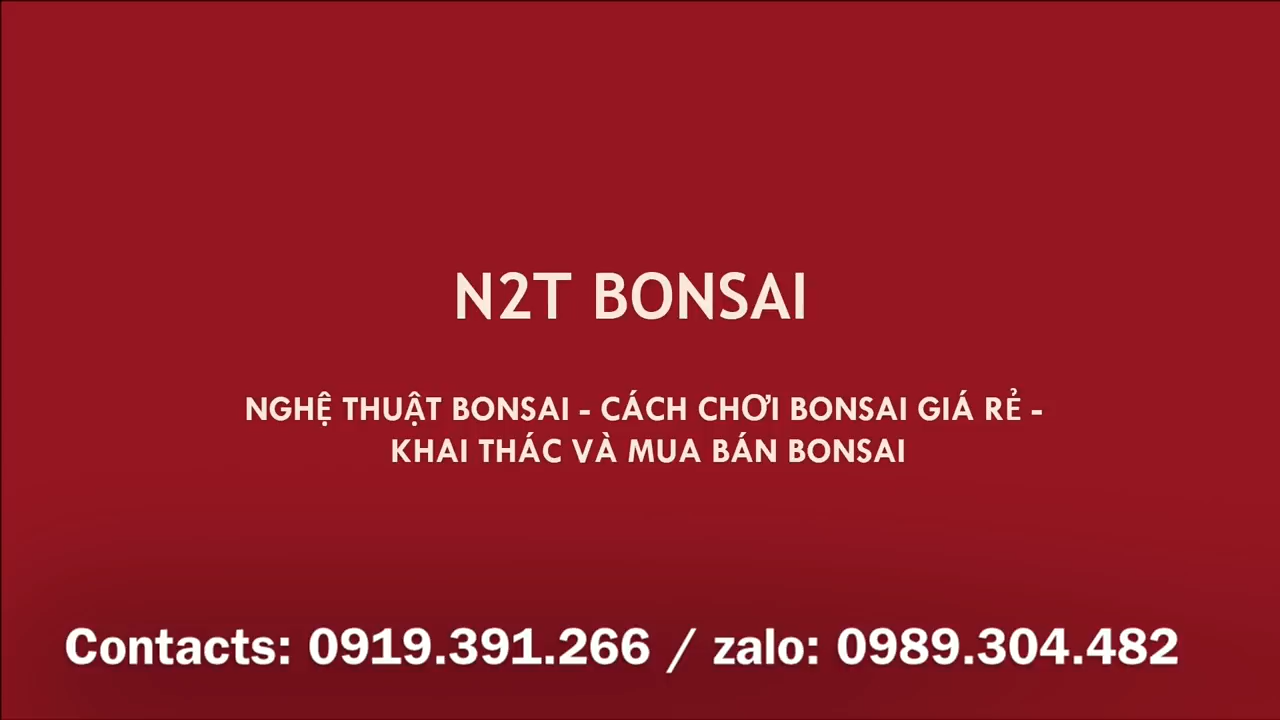 N2T BONSAI
NGHỆ THUẬT BONSAI - CÁCH CHƠI BONSAI GIÁ RẺ -
KHAI THÁC VÀ MUA BÁN BONSAI
Contacts: 0919.391.266 / zalo: 0989.304.482